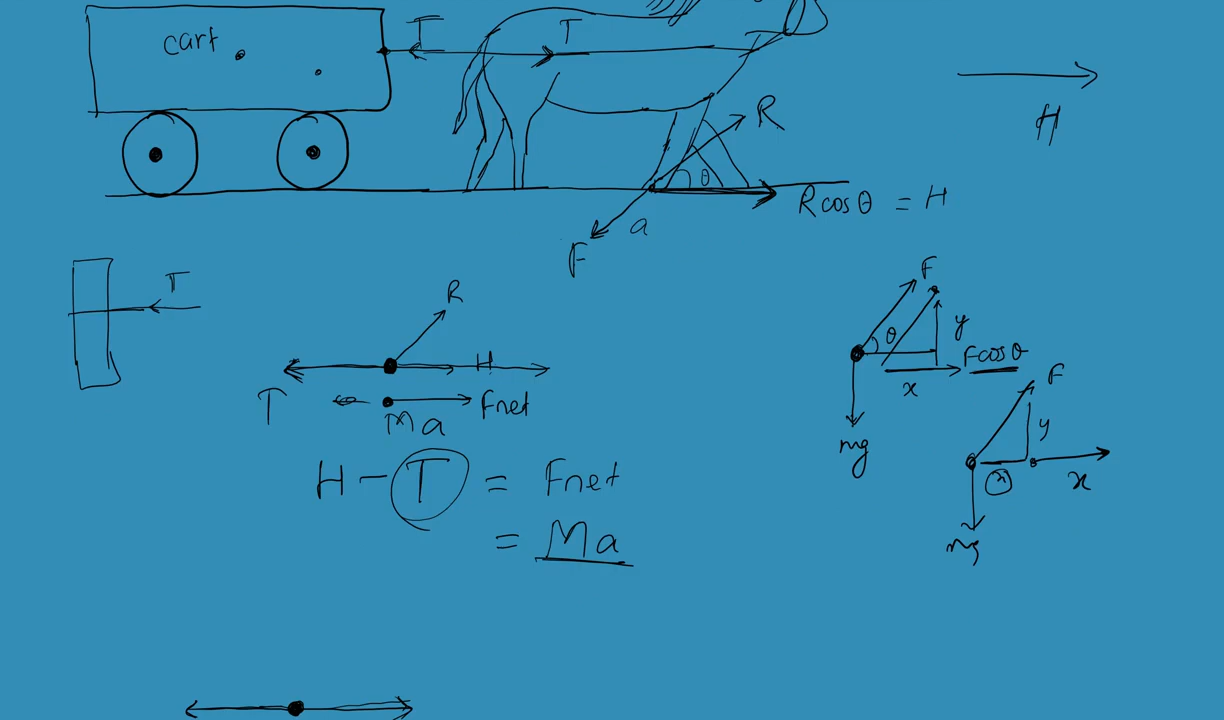 cart
T
T
R
H
θ
R cos θ = H
a
F
T
R
H
T
Fnet
Ma
H - T = Fnet
= Ma
F
θ
y
F cos θ
x
mg
F
y
x
x
mg